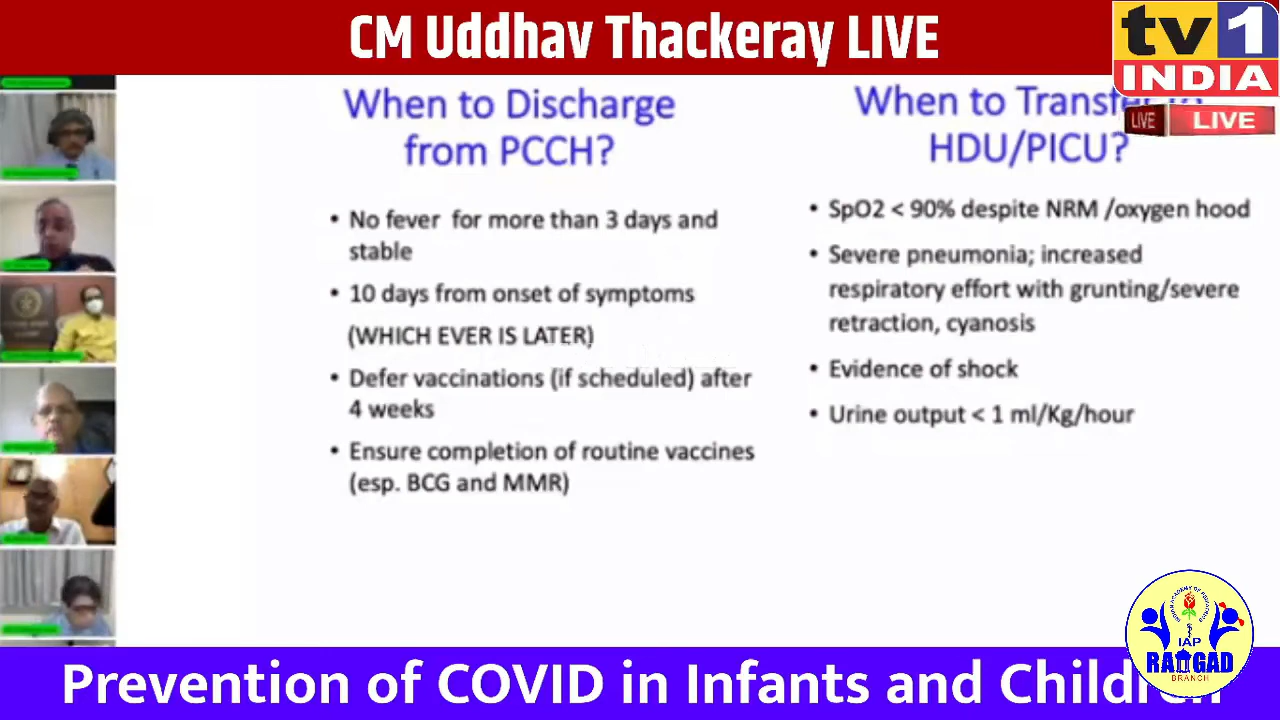 CM Uddhav Thackeray LIVE
tv1
INDIA
LIVE LIVE
When to Discharge
from PCCH?
• No fever for more than 3 days and
stable
• 10 days from onset of symptoms
(WHICH EVER IS LATER)
• Defer vaccinations (if scheduled) after
4 weeks
• Ensure completion of routine vaccines
(esp. BCG and MMR)
When to Transfer to
HDU/PICU?
• SpO2 < 90% despite NRM /oxygen hood
• Severe pneumonia; increased
respiratory effort with grunting/severe
retraction, cyanosis
• Evidence of shock
• Urine output < 1 ml/Kg/hour
IAP
RAIGAD
BRANCH
Prevention of COVID in Infants and Children